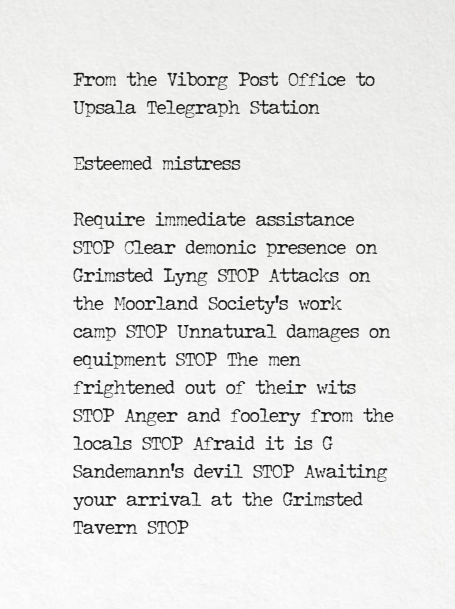 From the Viborg Post Office to
Upsala Telegraph Station
Esteemed mistress
Require immediate assistance
STOP Clear demonic presence on
Grimsted Lyng STOP Attacks on
the Moorland Society's work
camp STOP Unnatural damages on
equipment STOP The men
frightened out of their wits
STOP Anger and foolery from the
locals STOP Afraid it is G
Sandemann's devil STOP Awaiting
your arrival at the Grimsted
Tavern STOP